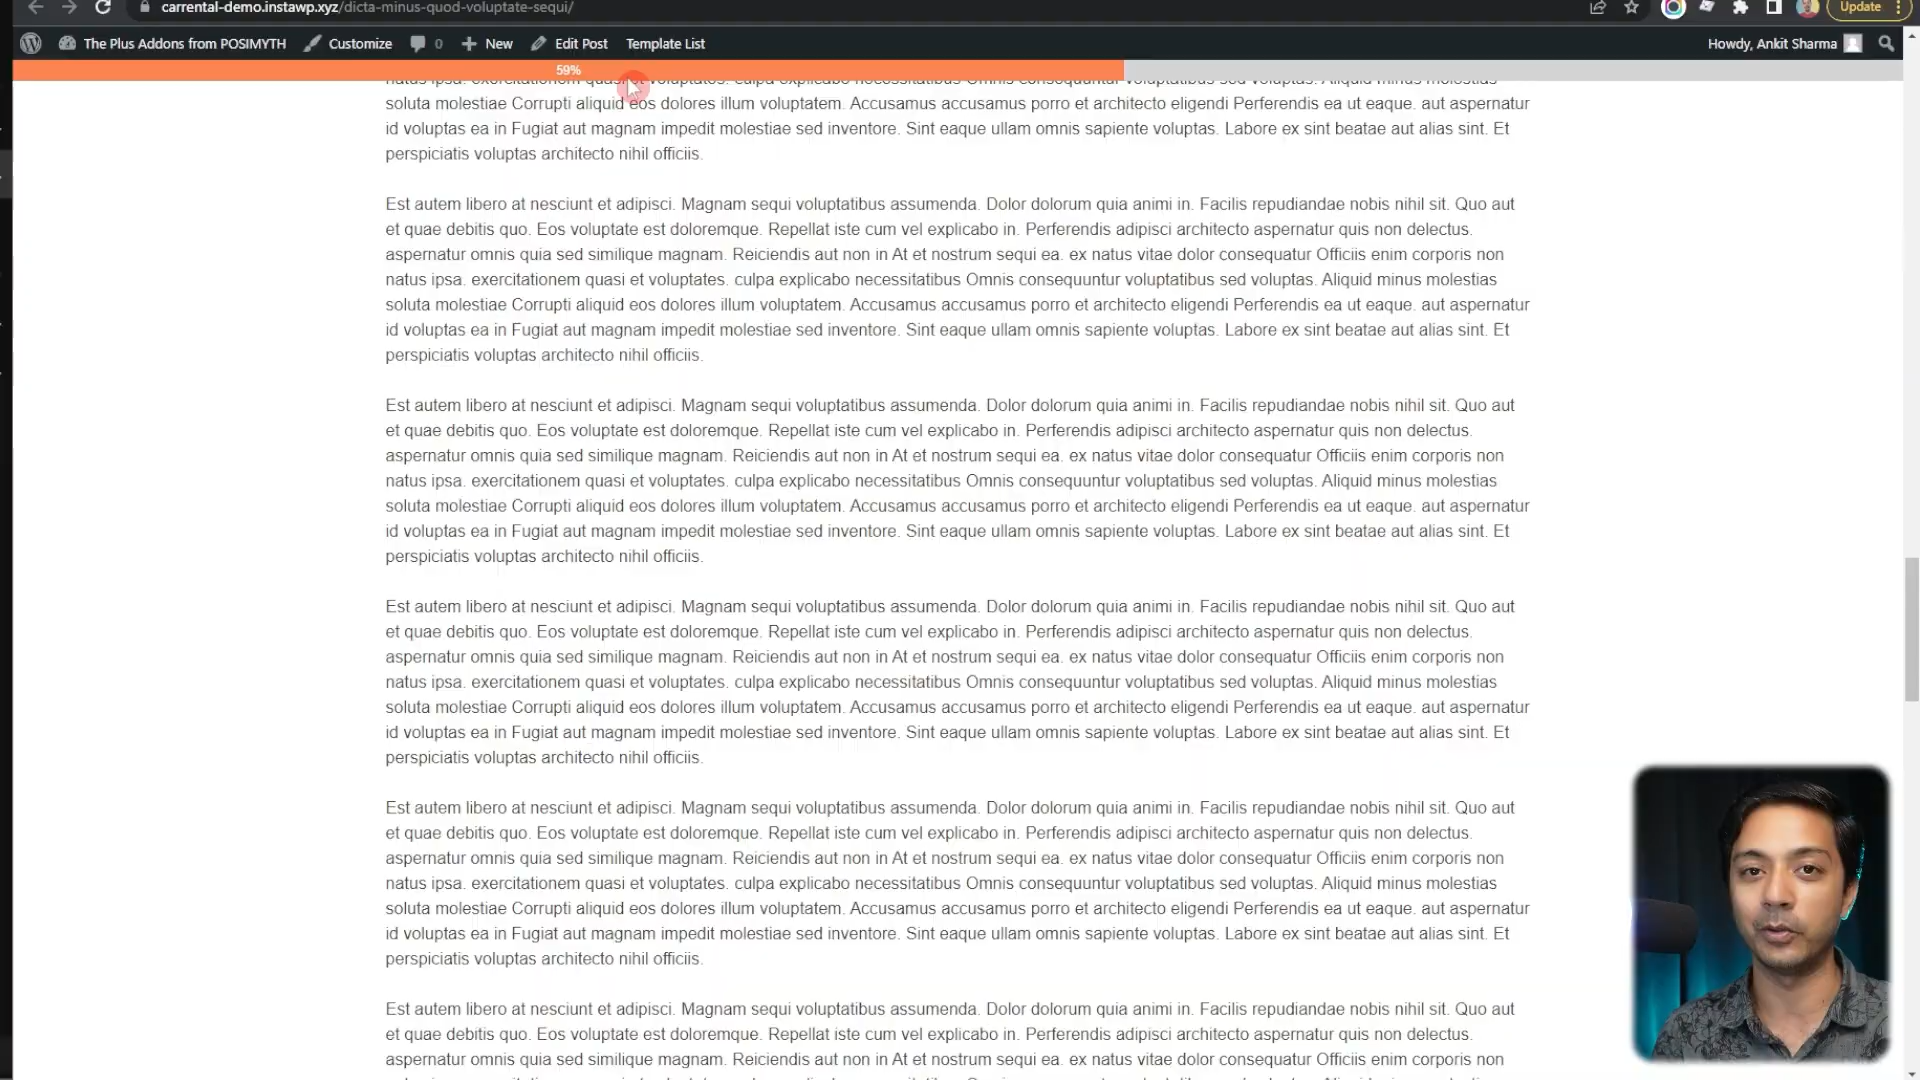 carrental-demo.instawp.xyz/dicta-minus-quod-voluptate-sequi/
Update
The Plus Addons from POSIMYTH Customize 0 New Edit Post Template List Howdy, Ankit Sharma
59%
natus ipsa. exercitationem quasi et voluptates. culpa explicabo necessitatibus Omnis consequuntur voluptatibus sed voluptas. Aliquid minus molestias
soluta molestiae Corrupti aliquid eos dolores illum voluptatem. Accusamus accusamus porro et architecto eligendi Perferendis ea ut eaque. aut aspernatur
id voluptas ea in Fugiat aut magnam impedit molestiae sed inventore. Sint eaque ullam omnis sapiente voluptas. Labore ex sint beatae aut alias sint. Et
perspiciatis voluptas architecto nihil officiis.
Est autem libero at nesciunt et adipisci. Magnam sequi voluptatibus assumenda. Dolor dolorum quia animi in. Facilis repudiandae nobis nihil sit. Quo aut
et quae debitis quo. Eos voluptate est doloremque. Repellat iste cum vel explicabo in. Perferendis adipisci architecto aspernatur quis non delectus.
aspernatur omnis quia sed similique magnam. Reiciendis aut non in At et nostrum sequi ea. ex natus vitae dolor consequatur Officiis enim corporis non
natus ipsa. exercitationem quasi et voluptates. culpa explicabo necessitatibus Omnis consequuntur voluptatibus sed voluptas. Aliquid minus molestias
soluta molestiae Corrupti aliquid eos dolores illum voluptatem. Accusamus accusamus porro et architecto eligendi Perferendis ea ut eaque. aut aspernatur
id voluptas ea in Fugiat aut magnam impedit molestiae sed inventore. Sint eaque ullam omnis sapiente voluptas. Labore ex sint beatae aut alias sint. Et
perspiciatis voluptas architecto nihil officiis.
Est autem libero at nesciunt et adipisci. Magnam sequi voluptatibus assumenda. Dolor dolorum quia animi in. Facilis repudiandae nobis nihil sit. Quo aut
et quae debitis quo. Eos voluptate est doloremque. Repellat iste cum vel explicabo in. Perferendis adipisci architecto aspernatur quis non delectus.
aspernatur omnis quia sed similique magnam. Reiciendis aut non in At et nostrum sequi ea. ex natus vitae dolor consequatur Officiis enim corporis non
natus ipsa. exercitationem quasi et voluptates. culpa explicabo necessitatibus Omnis consequuntur voluptatibus sed voluptas. Aliquid minus molestias
soluta molestiae Corrupti aliquid eos dolores illum voluptatem. Accusamus accusamus porro et architecto eligendi Perferendis ea ut eaque. aut aspernatur
id voluptas ea in Fugiat aut magnam impedit molestiae sed inventore. Sint eaque ullam omnis sapiente voluptas. Labore ex sint beatae aut alias sint. Et
perspiciatis voluptas architecto nihil officiis.
Est autem libero at nesciunt et adipisci. Magnam sequi voluptatibus assumenda. Dolor dolorum quia animi in. Facilis repudiandae nobis nihil sit. Quo aut
et quae debitis quo. Eos voluptate est doloremque. Repellat iste cum vel explicabo in. Perferendis adipisci architecto aspernatur quis non delectus.
aspernatur omnis quia sed similique magnam. Reiciendis aut non in At et nostrum sequi ea. ex natus vitae dolor consequatur Officiis enim corporis non
natus ipsa. exercitationem quasi et voluptates. culpa explicabo necessitatibus Omnis consequuntur voluptatibus sed voluptas. Aliquid minus molestias
soluta molestiae Corrupti aliquid eos dolores illum voluptatem. Accusamus accusamus porro et architecto eligendi Perferendis ea ut eaque. aut aspernatur
id voluptas ea in Fugiat aut magnam impedit molestiae sed inventore. Sint eaque ullam omnis sapiente voluptas. Labore ex sint beatae aut alias sint. Et
perspiciatis voluptas architecto nihil officiis.
Est autem libero at nesciunt et adipisci. Magnam sequi voluptatibus assumenda. Dolor dolorum quia animi in. Facilis repudiandae nobis nihil sit. Quo aut
et quae debitis quo. Eos voluptate est doloremque. Repellat iste cum vel explicabo in. Perferendis adipisci architecto aspernatur quis non delectus.
aspernatur omnis quia sed similique magnam. Reiciendis aut non in At et nostrum sequi ea. ex natus vitae dolor consequatur Officiis enim corporis non
natus ipsa. exercitationem quasi et voluptates. culpa explicabo necessitatibus Omnis consequuntur voluptatibus sed voluptas. Aliquid minus molestias
soluta molestiae Corrupti aliquid eos dolores illum voluptatem. Accusamus accusamus porro et architecto eligendi Perferendis ea ut eaque. aut aspernatur
id voluptas ea in Fugiat aut magnam impedit molestiae sed inventore. Sint eaque ullam omnis sapiente voluptas. Labore ex sint beatae aut alias sint. Et
perspiciatis voluptas architecto nihil officiis.
Est autem libero at nesciunt et adipisci. Magnam sequi voluptatibus assumenda. Dolor dolorum quia animi in. Facilis repudiandae nobis nihil sit. Quo aut
et quae debitis quo. Eos voluptate est doloremque. Repellat iste cum vel explicabo in. Perferendis adipisci architecto aspernatur quis non delectus.
aspernatur omnis quia sed similique magnam. Reiciendis aut non in At et nostrum sequi ea. ex natus vitae dolor consequatur Officiis enim corporis non